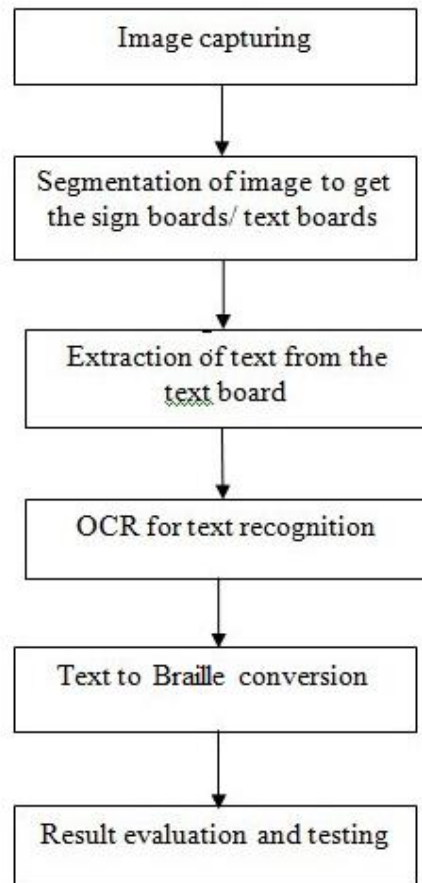 Image capturing
Segmentation of image to get
the sign boards/ text boards
Extraction of text from the
text board
OCR for text recognition
Text to Braille conversion
Result evaluation and testing